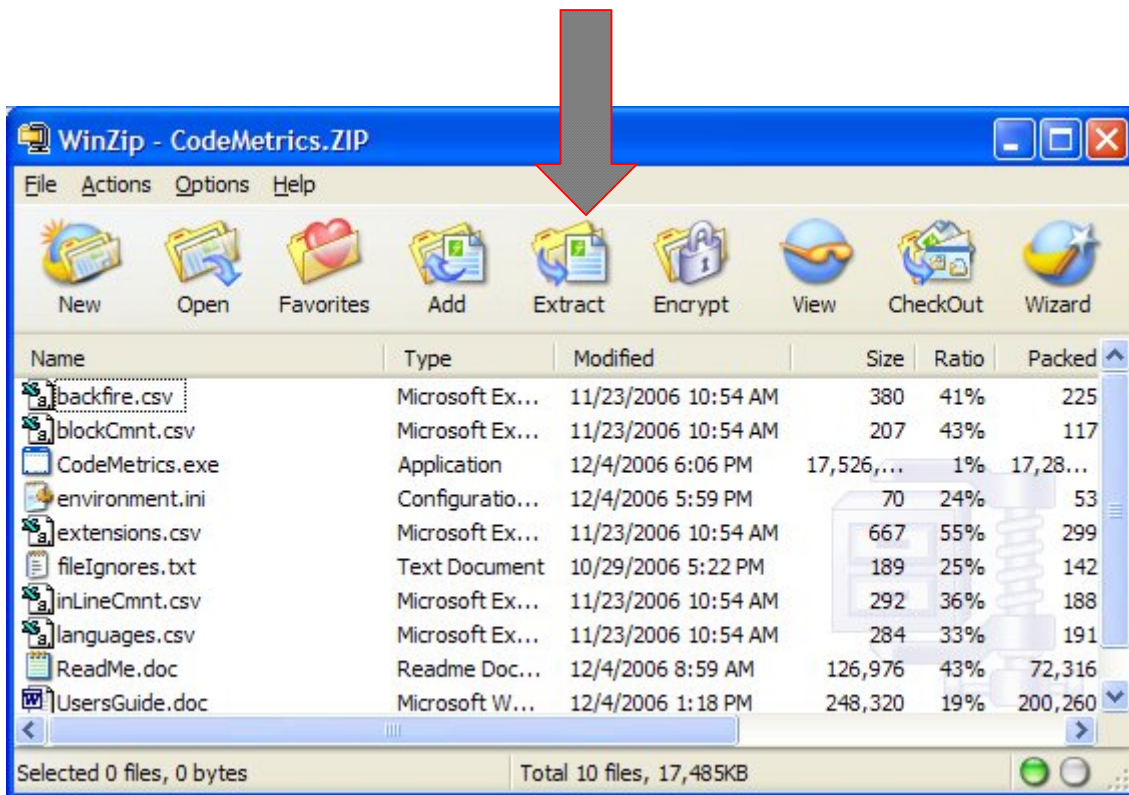 WinZip - CodeMetrics.ZIP
File Actions Options Help
New Open Favorites Add Extract Encrypt View CheckOut Wizard
Name Type Modified Size Ratio Packed
backfire.csv Microsoft Ex... 11/23/2006 10:54 AM 380 41% 225
blockCmnt.csv Microsoft Ex... 11/23/2006 10:54 AM 207 43% 117
CodeMetrics.exe Application 12/4/2006 6:06 PM 17,526,... 1% 17,28...
environment.ini Configuratio... 12/4/2006 5:59 PM 70 24% 53
extensions.csv Microsoft Ex... 11/23/2006 10:54 AM 667 55% 299
fileIgnores.txt Text Document 10/29/2006 5:22 PM 189 25% 142
inLineCmnt.csv Microsoft Ex... 11/23/2006 10:54 AM 292 36% 188
languages.csv Microsoft Ex... 11/23/2006 10:54 AM 284 33% 191
ReadMe.doc Readme Doc... 12/4/2006 8:59 AM 126,976 43% 72,316
UsersGuide.doc Microsoft W... 12/4/2006 1:18 PM 248,320 19% 200,260
Selected 0 files, 0 bytes Total 10 files, 17,485KB